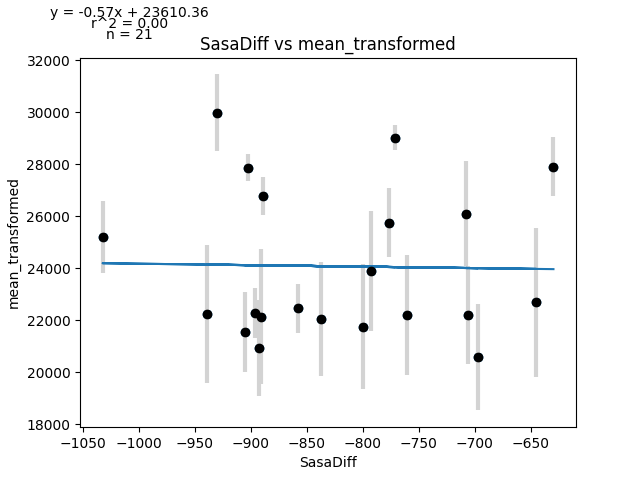 y = -0.57x + 23610.36
r^2 = 0.00
n = 21
SasaDiff vs mean_transformed
mean_transformed
32000
30000
28000
26000
24000
22000
20000
18000
−1050 −1000 −950 −900 −850 −800 −750 −700 −650
SasaDiff